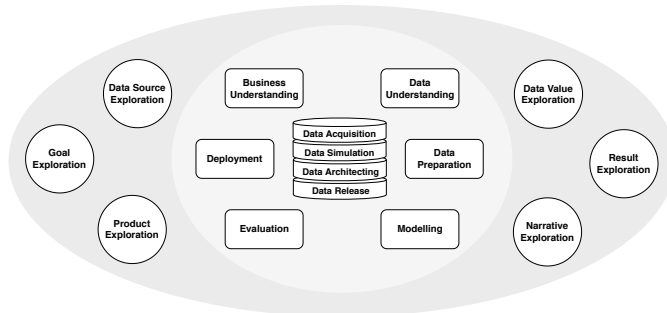 Data Source
Exploration
Goal
Exploration
Product
Exploration
Business
Understanding
Data
Understanding
Deployment
Data Acquisition
Data Simulation
Data Architecting
Data Release
Data
Preparation
Evaluation
Modelling
Data Value
Exploration
Result
Exploration
Narrative
Exploration